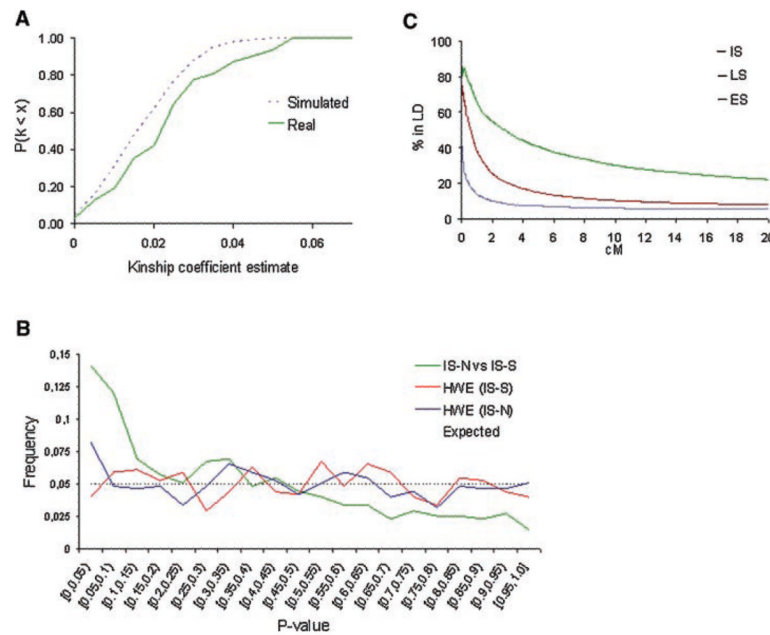 A
1.00
0.80
0.60
0.40
0.20
0.00
P(k < x)
Simulated
Real
0
0.02
0.04
0.06
Kinship coefficient estimate
C
100
80
60
40
20
0
% in LD
IS
LS
ES
0 2 4 6 8 10 12 14 16 18 20
cM
B
0,15
0,125
0,1
0,075
0,05
0,025
0
Frequency
IS-N vs IS-S
HWE (IS-S)
HWE (IS-N)
Expected
[0,0.05)
[0.05,0.1)
[0.1,0.15)
[0.15,0.2)
[0.2,0.25)
[0.25,0.3)
[0.3,0.35)
[0.35,0.4)
[0.4,0.45)
[0.45,0.5)
[0.5,0.55)
[0.55,0.6)
[0.6,0.65)
[0.65,0.7)
[0.7,0.75)
[0.75,0.8)
[0.8,0.85)
[0.85,0.9)
[0.9,0.95)
[0.95,1.0]
P-value